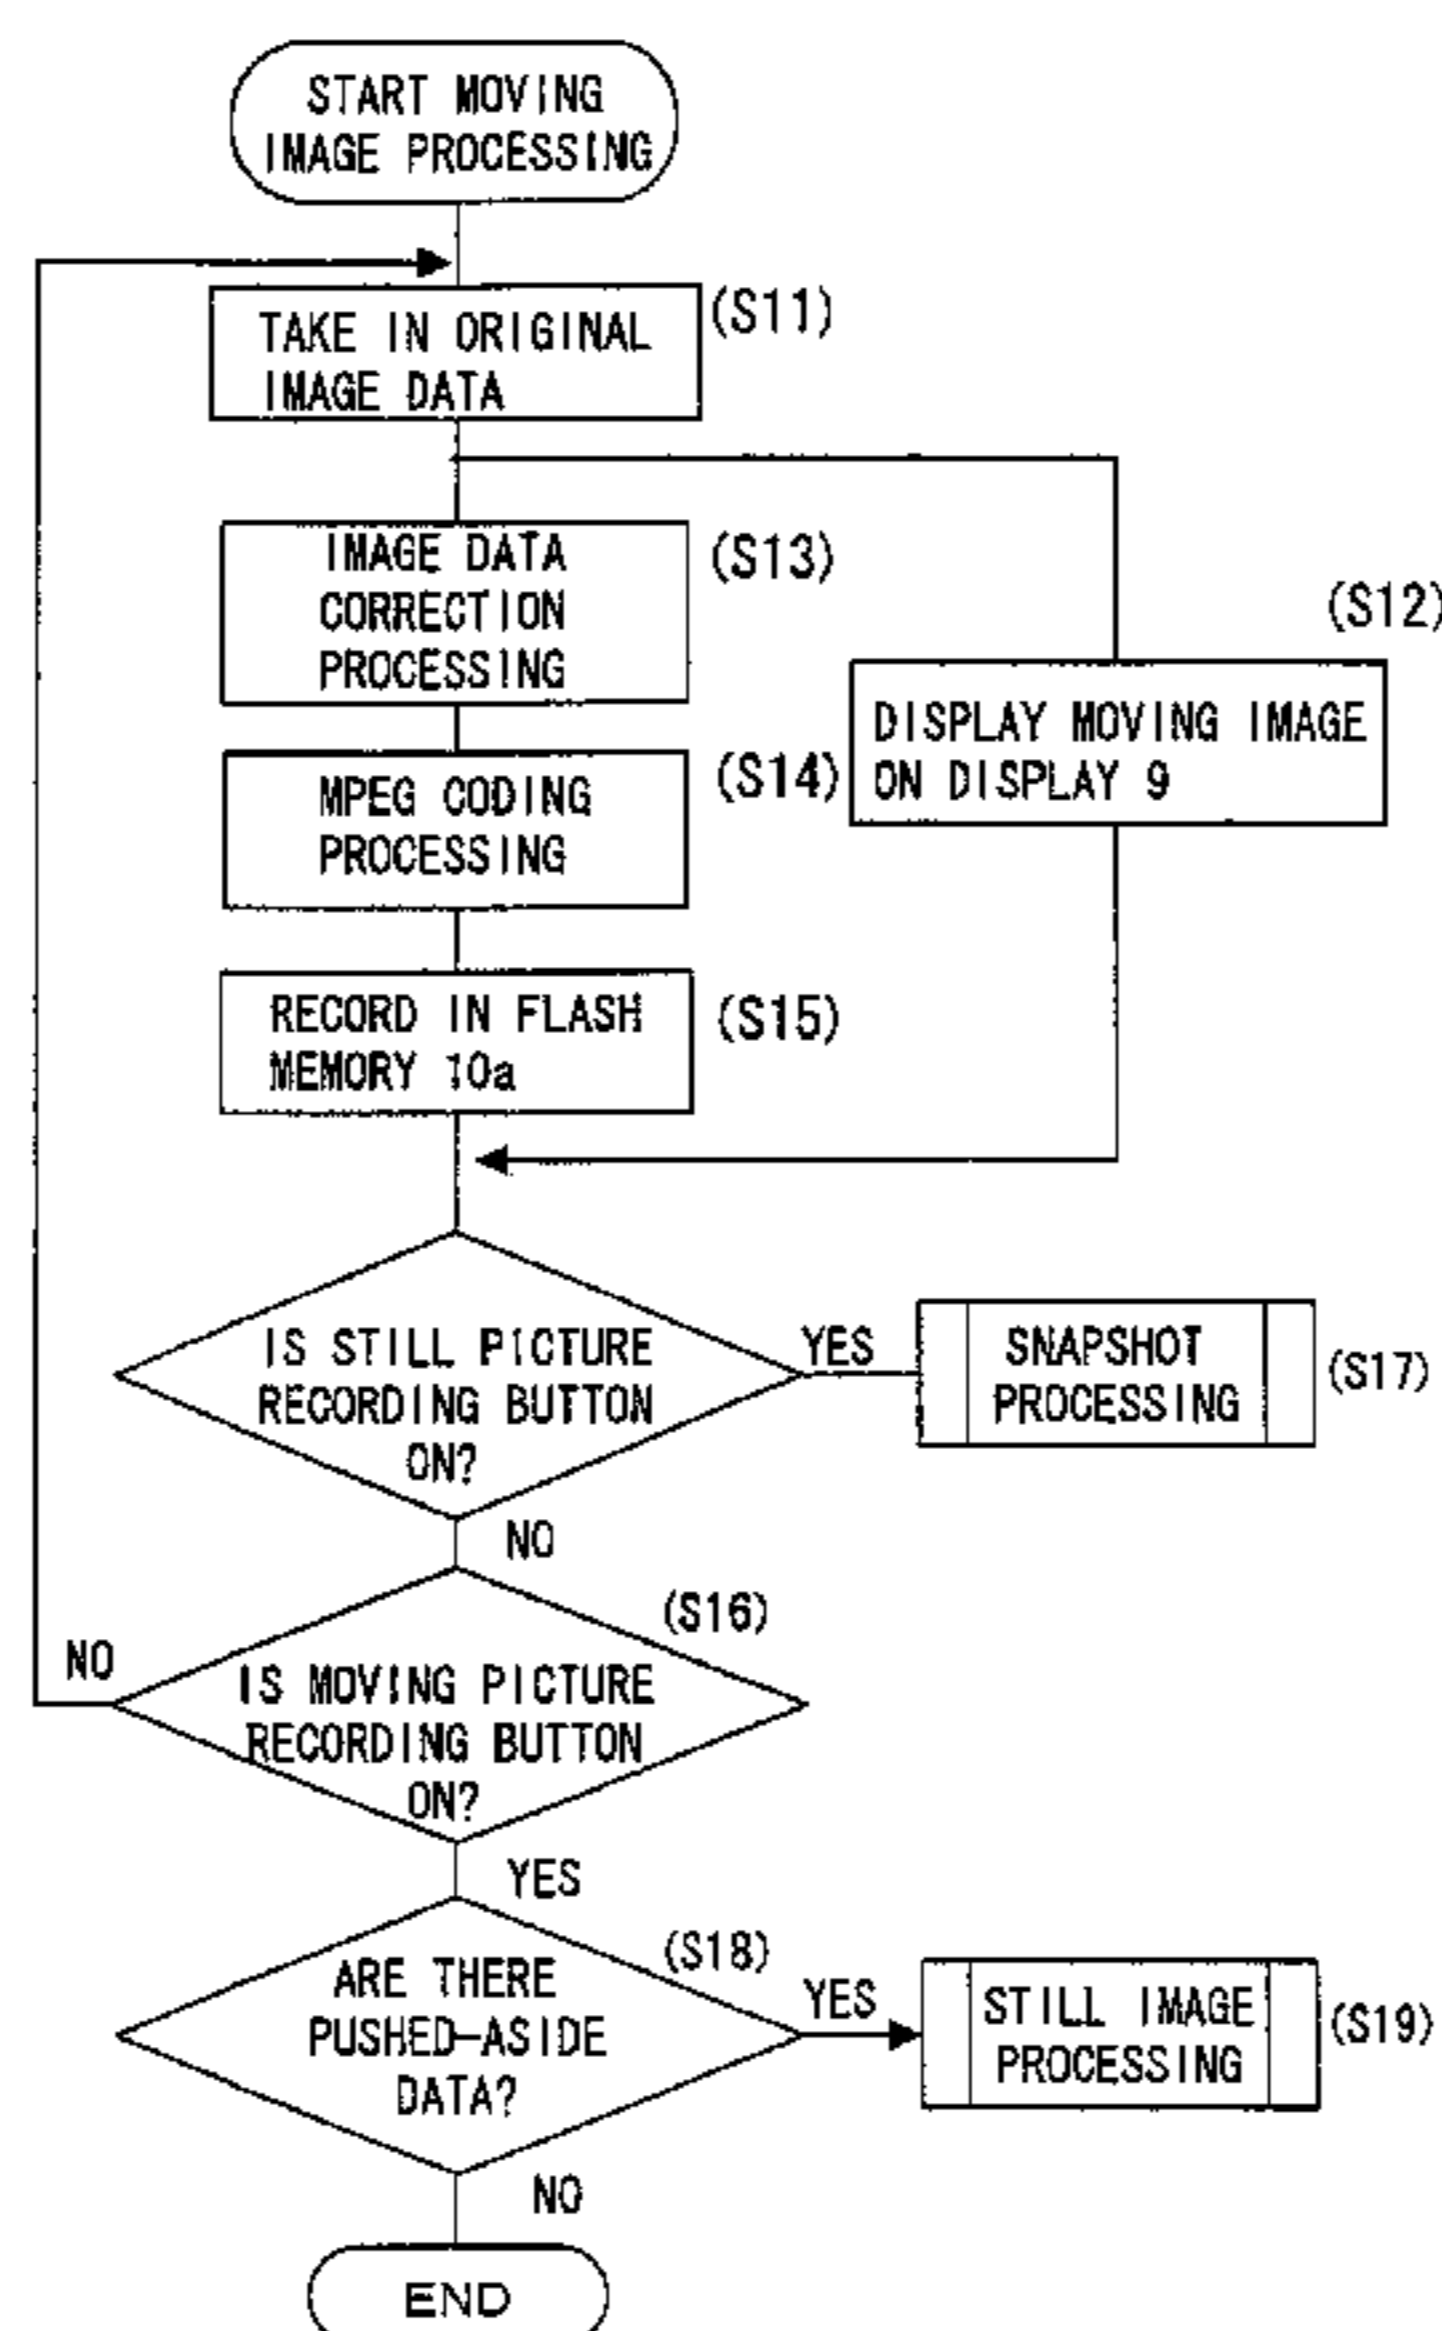 START MOVING
IMAGE PROCESSING
TAKE IN ORIGINAL
IMAGE DATA
(S11)
IMAGE DATA
CORRECTION
PROCESSING
(S13)
(S12)
DISPLAY MOVING IMAGE
ON DISPLAY 9
MPEG CODING
PROCESSING
(S14)
RECORD IN FLASH
MEMORY 10a
(S15)
IS STILL PICTURE
RECORDING BUTTON
ON?
YES
SNAPSHOT
PROCESSING
(S17)
NO
(S16)
NO
IS MOVING PICTURE
RECORDING BUTTON
ON?
YES
(S18)
ARE THERE
PUSHED-ASIDE
DATA?
YES
STILL IMAGE
PROCESSING
(S19)
NO
END